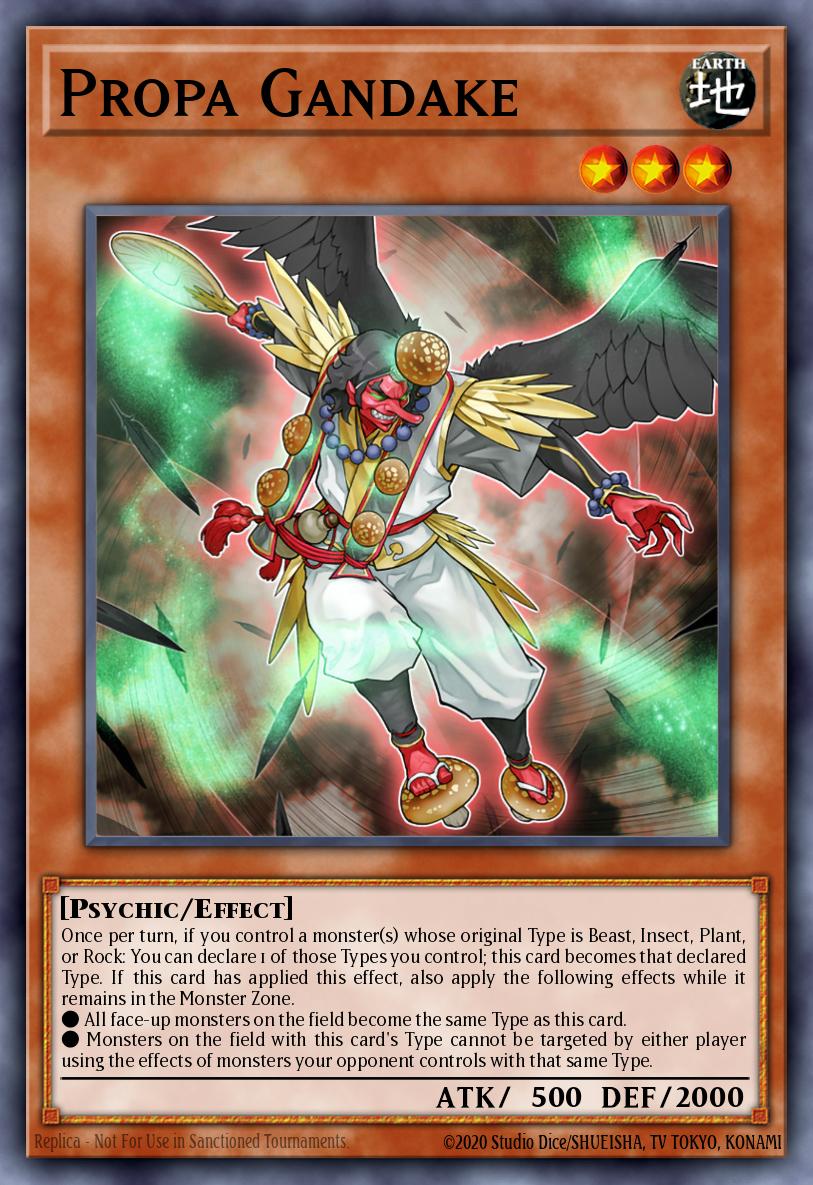 Propa Gandake
EARTH
地
[Psychic/Effect]
Once per turn, if you control a monster(s) whose original Type is Beast, Insect, Plant,
or Rock: You can declare 1 of those Types you control; this card becomes that declared
Type. If this card has applied this effect, also apply the following effects while it
remains in the Monster Zone.
● All face-up monsters on the field become the same Type as this card.
● Monsters on the field with this card's Type cannot be targeted by either player
using the effects of monsters your opponent controls with that same Type.
ATK/ 500 DEF/2000
Replica - Not For Use in Sanctioned Tournaments.
©2020 Studio Dice/SHUEISHA, TV TOKYO, KONAMI